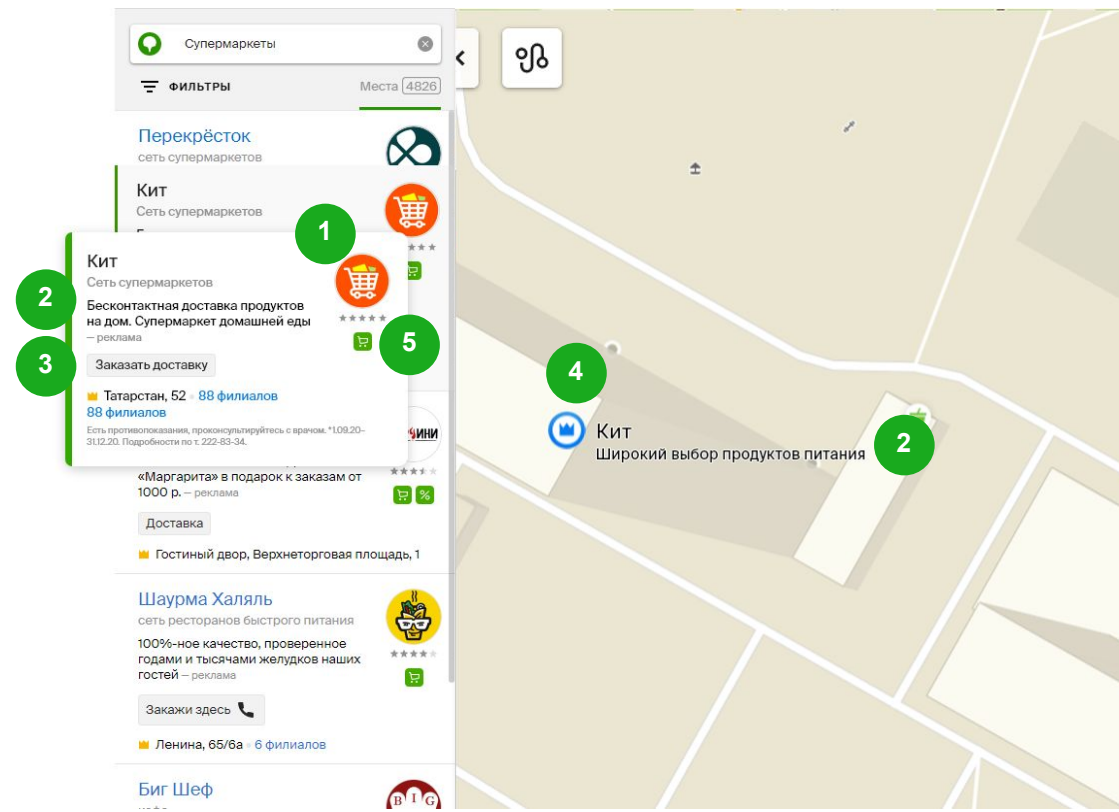 Супермаркеты
ФИЛЬТРЫ
Места 4826
Перекрёсток
сеть супермаркетов
Кит
Сеть супермаркетов
1
Кит
Сеть супермаркетов
2
Бесконтактная доставка продуктов
на дом. Супермаркет домашней еды
– реклама
5
3
Заказать доставку
Татарстан, 52 88 филиалов
88 филиалов
Есть противопоказания, проконсультируйтесь с врачом. *1.09.20–
31.12.20. Подробности по т. 222-83-34.
«Маргарита» в подарок к заказам от
1000 р. – реклама
%
Доставка
Гостиный двор, Верхнеторговая площадь, 1
Шаурма Халяль
сеть ресторанов быстрого питания
100%-ное качество, проверенное
годами и тысячами желудков наших
гостей – реклама
Закажи здесь
Ленина, 65/6а 6 филиалов
Биг Шеф
BIG
4
Кит
Широкий выбор продуктов питания
2